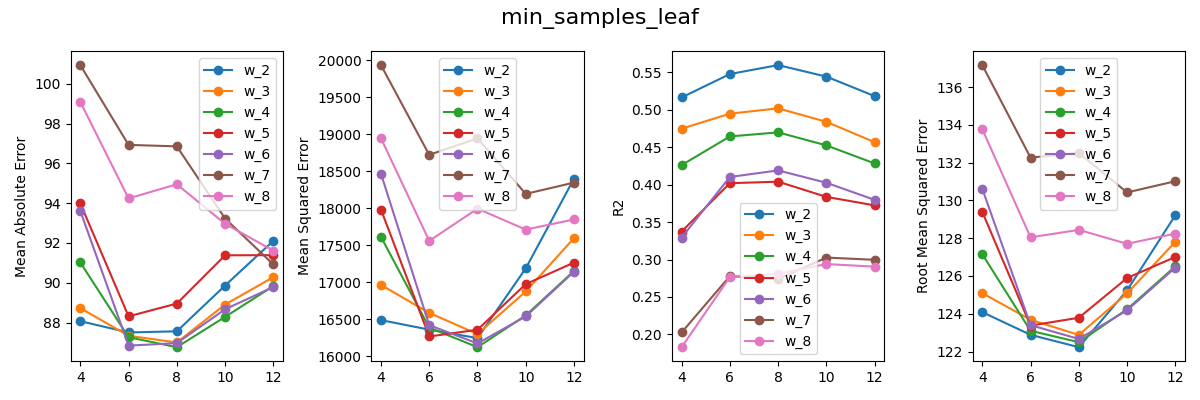 min_samples_leaf
Mean Absolute Error
100
98
96
94
92
90
88
4 6 8 10 12
w_2
w_3
w_4
w_5
w_6
w_7
w_8
Mean Squared Error
20000
19500
19000
18500
18000
17500
17000
16500
16000
4 6 8 10 12
w_2
w_3
w_4
w_5
w_6
w_7
w_8
R2
0.55
0.50
0.45
0.40
0.35
0.30
0.25
0.20
4 6 8 10 12
w_2
w_3
w_4
w_5
w_6
w_7
w_8
Root Mean Squared Error
136
134
132
130
128
126
124
122
4 6 8 10 12
w_2
w_3
w_4
w_5
w_6
w_7
w_8